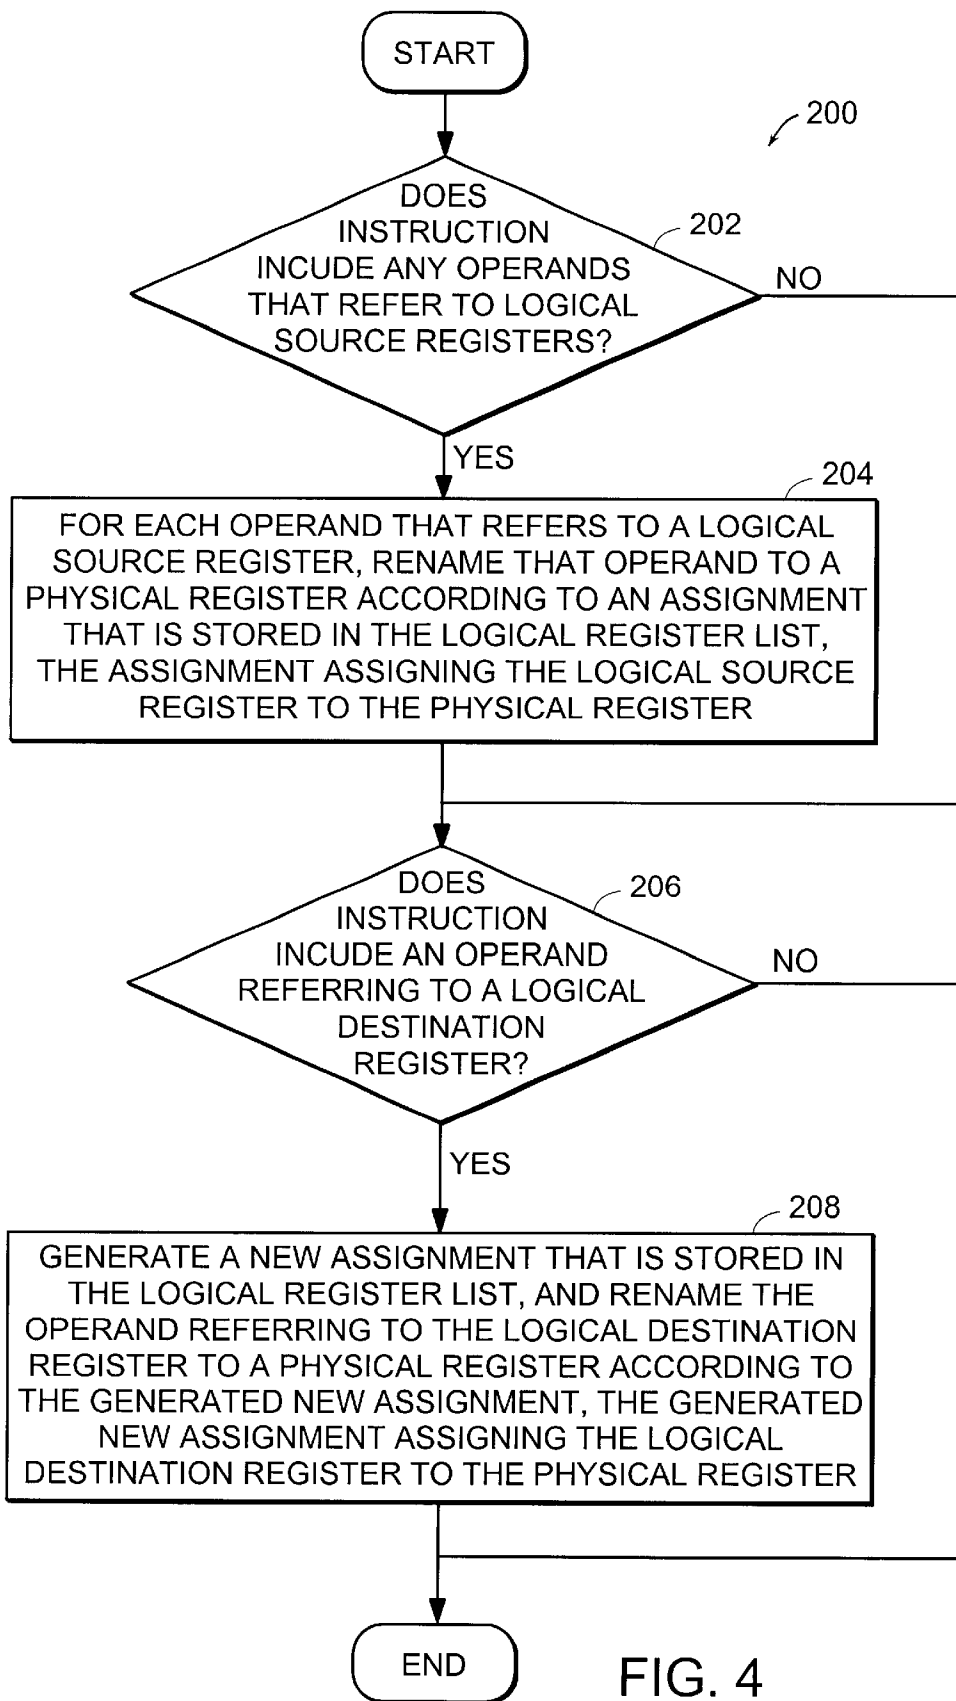 START
200
DOES
INSTRUCTION
INCUDE ANY OPERANDS
THAT REFER TO LOGICAL
SOURCE REGISTERS?
202
NO
YES
204
FOR EACH OPERAND THAT REFERS TO A LOGICAL
SOURCE REGISTER, RENAME THAT OPERAND TO A
PHYSICAL REGISTER ACCORDING TO AN ASSIGNMENT
THAT IS STORED IN THE LOGICAL REGISTER LIST,
THE ASSIGNMENT ASSIGNING THE LOGICAL SOURCE
REGISTER TO THE PHYSICAL REGISTER
DOES
INSTRUCTION
INCUDE AN OPERAND
REFERRING TO A LOGICAL
DESTINATION
REGISTER?
206
NO
YES
208
GENERATE A NEW ASSIGNMENT THAT IS STORED IN
THE LOGICAL REGISTER LIST, AND RENAME THE
OPERAND REFERRING TO THE LOGICAL DESTINATION
REGISTER TO A PHYSICAL REGISTER ACCORDING TO
THE GENERATED NEW ASSIGNMENT, THE GENERATED
NEW ASSIGNMENT ASSIGNING THE LOGICAL
DESTINATION REGISTER TO THE PHYSICAL REGISTER
END
FIG. 4